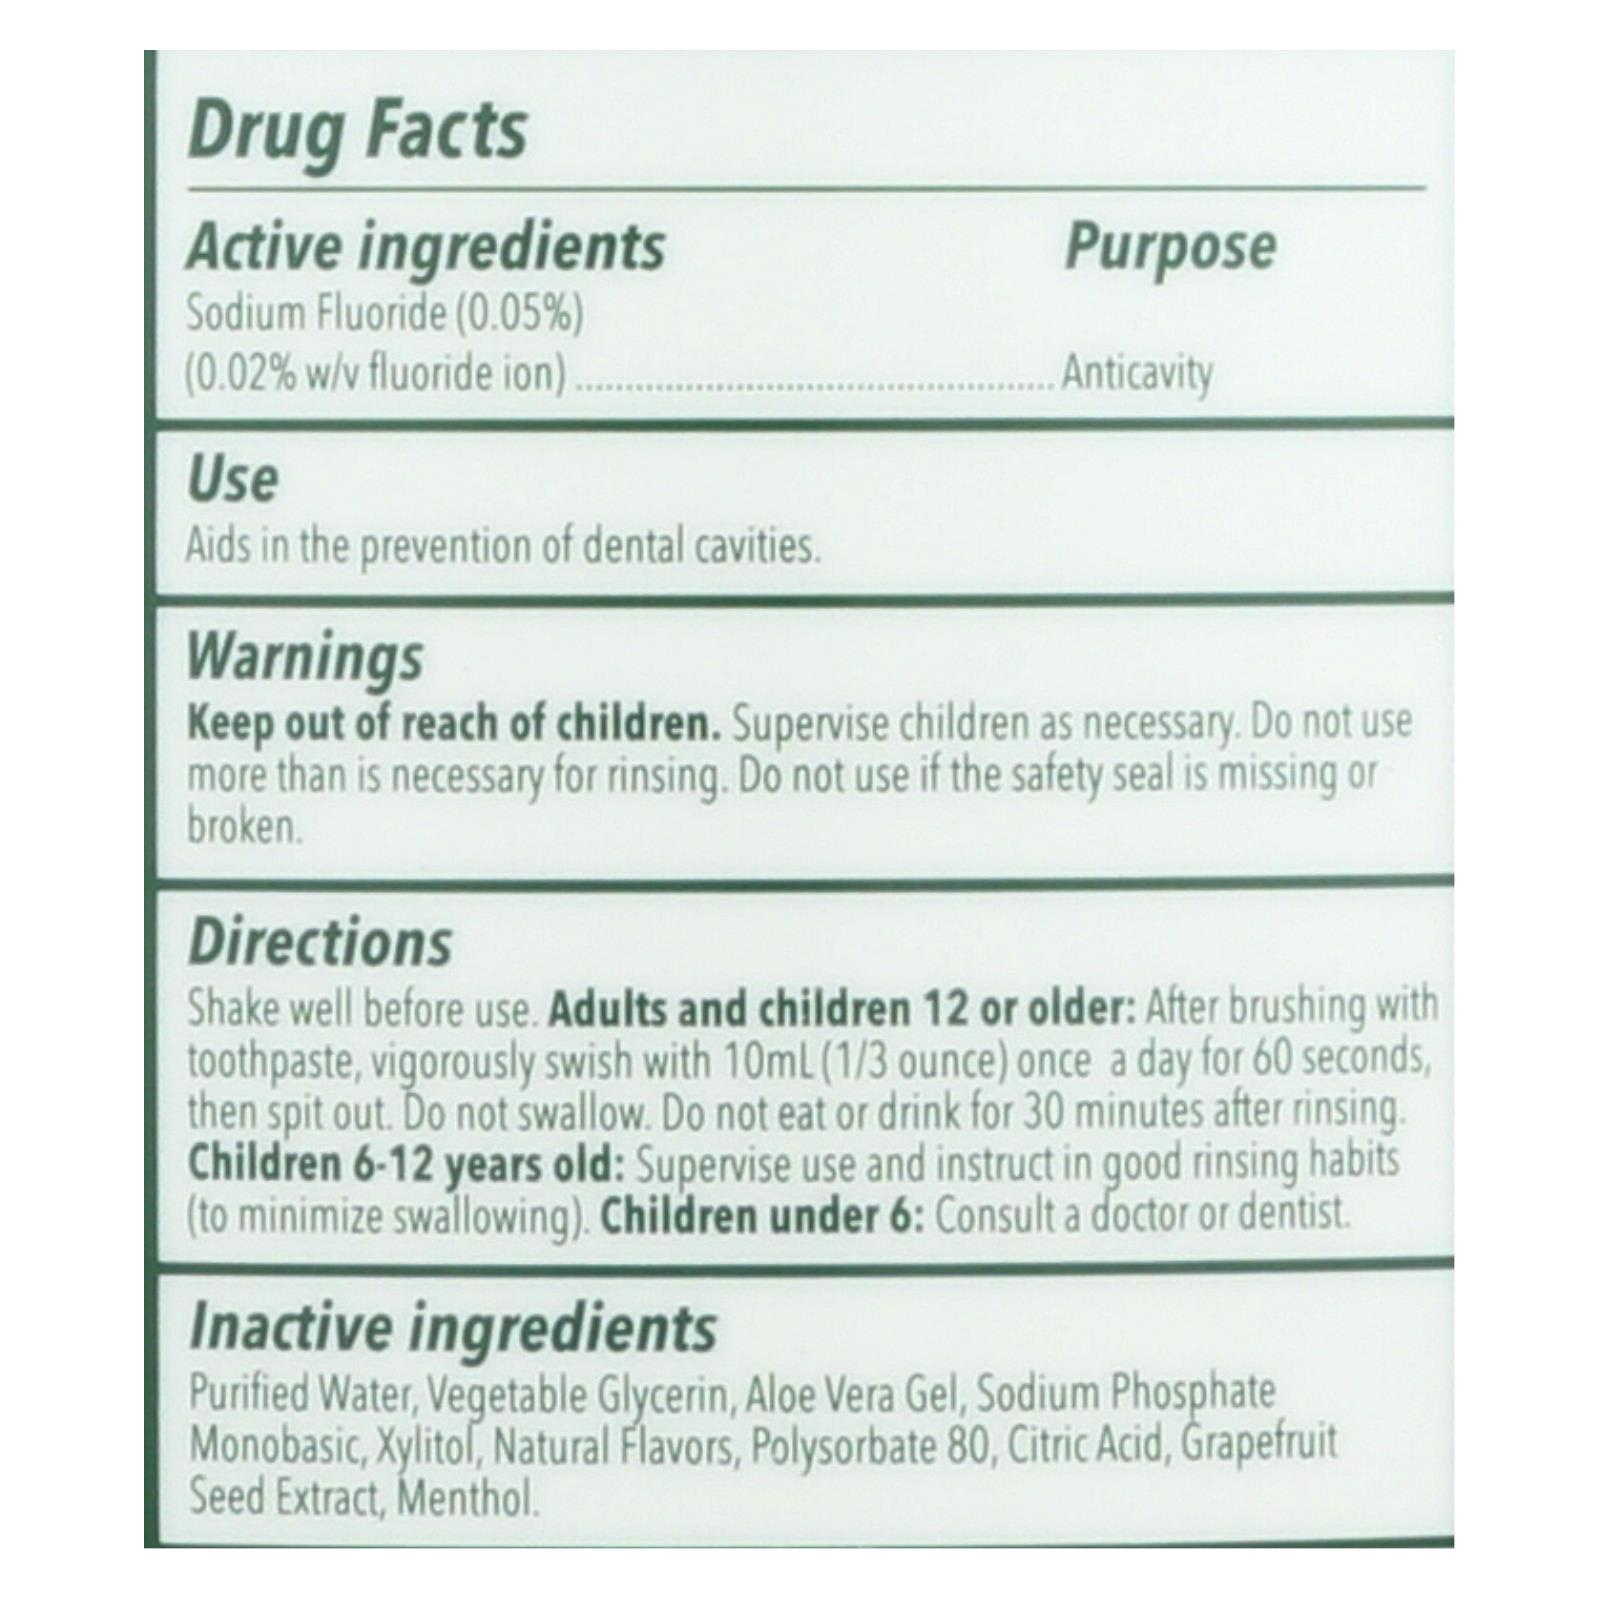 Drug Facts
Active ingredients Purpose
Sodium Fluoride (0.05%)
(0.02% w/v fluoride ion) ................................................ Anticavity
Use
Aids in the prevention of dental cavities.
Warnings
Keep out of reach of children. Supervise children as necessary. Do not use
more than is necessary for rinsing. Do not use if the safety seal is missing or
broken.
Directions
Shake well before use. Adults and children 12 or older: After brushing with
toothpaste, vigorously swish with 10mL (1/3 ounce) once a day for 60 seconds,
then spit out. Do not swallow. Do not eat or drink for 30 minutes after rinsing.
Children 6-12 years old: Supervise use and instruct in good rinsing habits
(to minimize swallowing). Children under 6: Consult a doctor or dentist.
Inactive ingredients
Purified Water, Vegetable Glycerin, Aloe Vera Gel, Sodium Phosphate
Monobasic, Xylitol, Natural Flavors, Polysorbate 80, Citric Acid, Grapefruit
Seed Extract, Menthol.